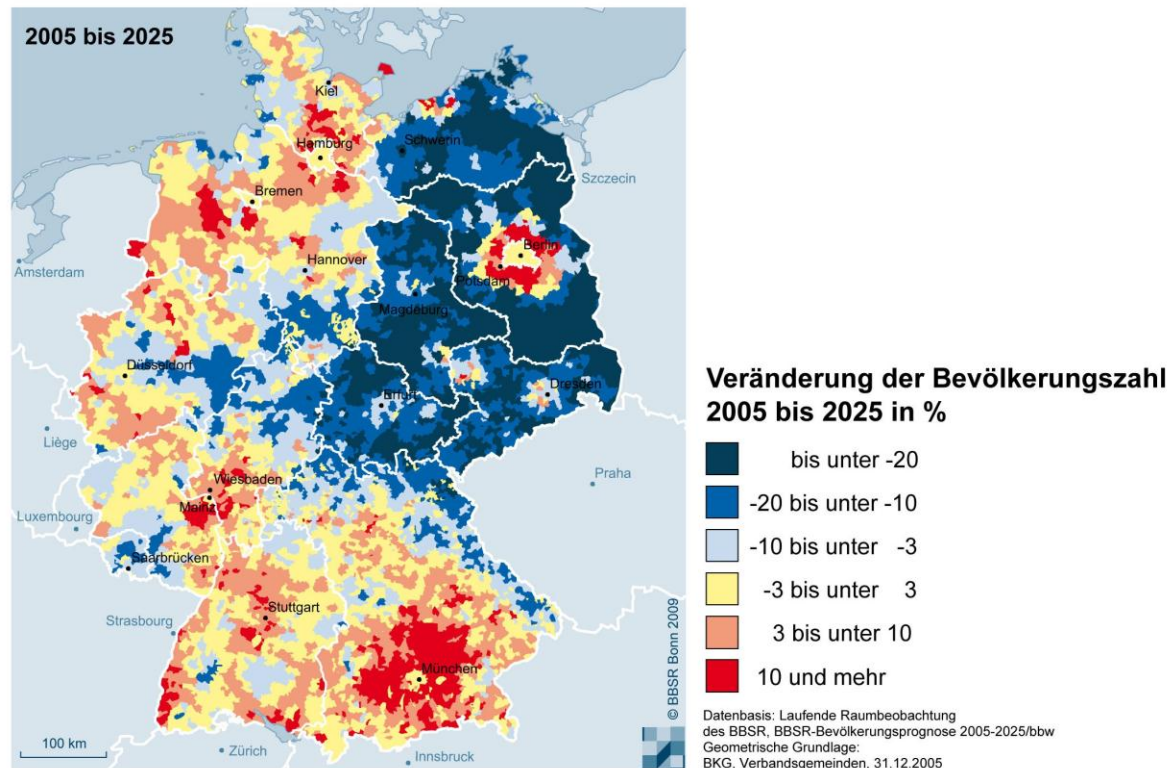 2005 bis 2025
Kiel
Hamburg
Schwerin
Szczecin
Bremen
Berlin
Amsterdam
Hannover
Potsdam
Magdeburg
Düsseldorf
Dresden
Erfurt
Liège
Praha
Wiesbaden
Mainz
Luxembourg
Saarbrücken
Stuttgart
Strasbourg
München
Zürich
Innsbruck
100 km
© BBSR Bonn 2009
Veränderung der Bevölkerungszahl
2005 bis 2025 in %
bis unter -20
-20 bis unter -10
-10 bis unter -3
-3 bis unter 3
3 bis unter 10
10 und mehr
Datenbasis: Laufende Raumbeobachtung
des BBSR, BBSR-Bevölkerungsprognose 2005-2025/bbw
Geometrische Grundlage:
BKG, Verbandsgemeinden, 31.12.2005